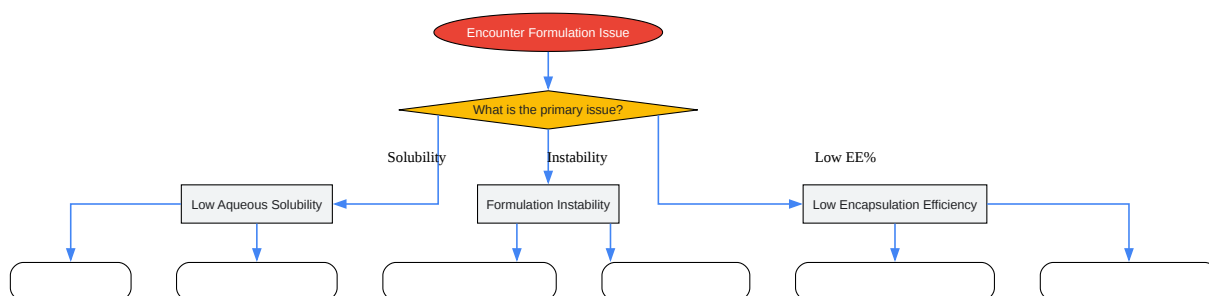 Encounter Formulation Issue
What is the primary issue?
Solubility
Instability
Low EE%
Low Aqueous Solubility
Formulation Instability
Low Encapsulation Efficiency